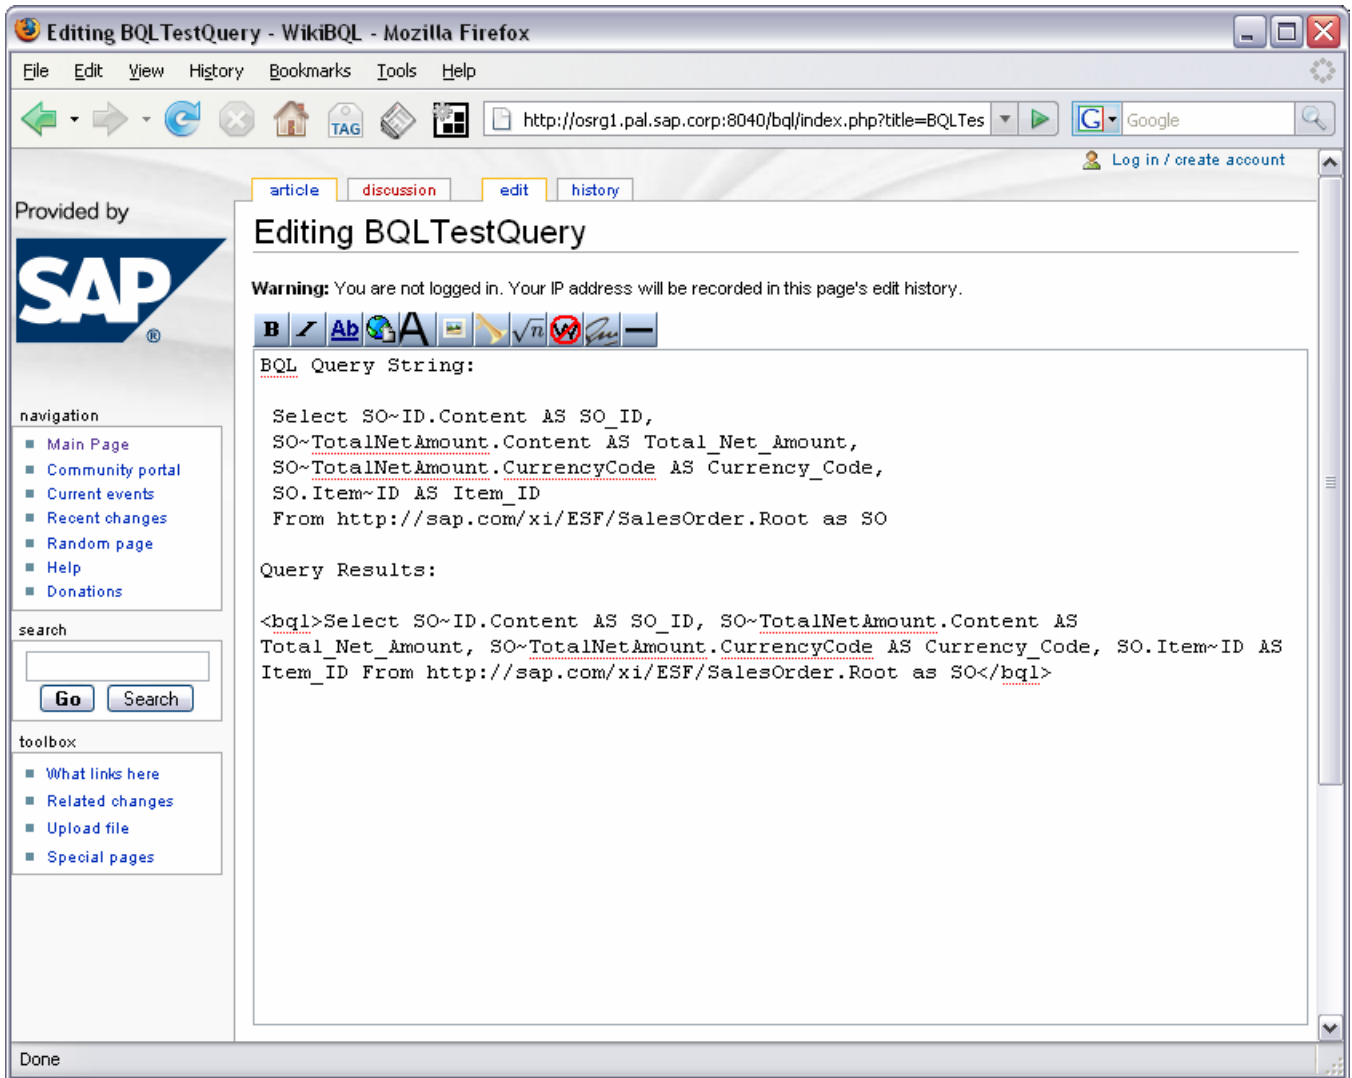 Editing BQLTestQuery - WikiBQL - Mozilla Firefox
File Edit View History Bookmarks Tools Help
TAG http://osrg1.pal.sap.corp:8040/bql/index.php?title=BQLTes G Google
Log in / create account
article discussion edit history
Provided by
SAP ®
Editing BQLTestQuery
Warning: You are not logged in. Your IP address will be recorded in this page's edit history.
B I Ab A √n W
BQL Query String:
Select SO~ID.Content AS SO_ID,
SO~TotalNetAmount.Content AS Total_Net_Amount,
SO~TotalNetAmount.CurrencyCode AS Currency_Code,
SO.Item~ID AS Item_ID
From http://sap.com/xi/ESF/SalesOrder.Root as SO
Query Results:
<bql>Select SO~ID.Content AS SO_ID, SO~TotalNetAmount.Content AS
Total_Net_Amount, SO~TotalNetAmount.CurrencyCode AS Currency_Code, SO.Item~ID AS
Item_ID From http://sap.com/xi/ESF/SalesOrder.Root as SO</bql>
navigation
Main Page
Community portal
Current events
Recent changes
Random page
Help
Donations
search
Go Search
toolbox
What links here
Related changes
Upload file
Special pages
Done